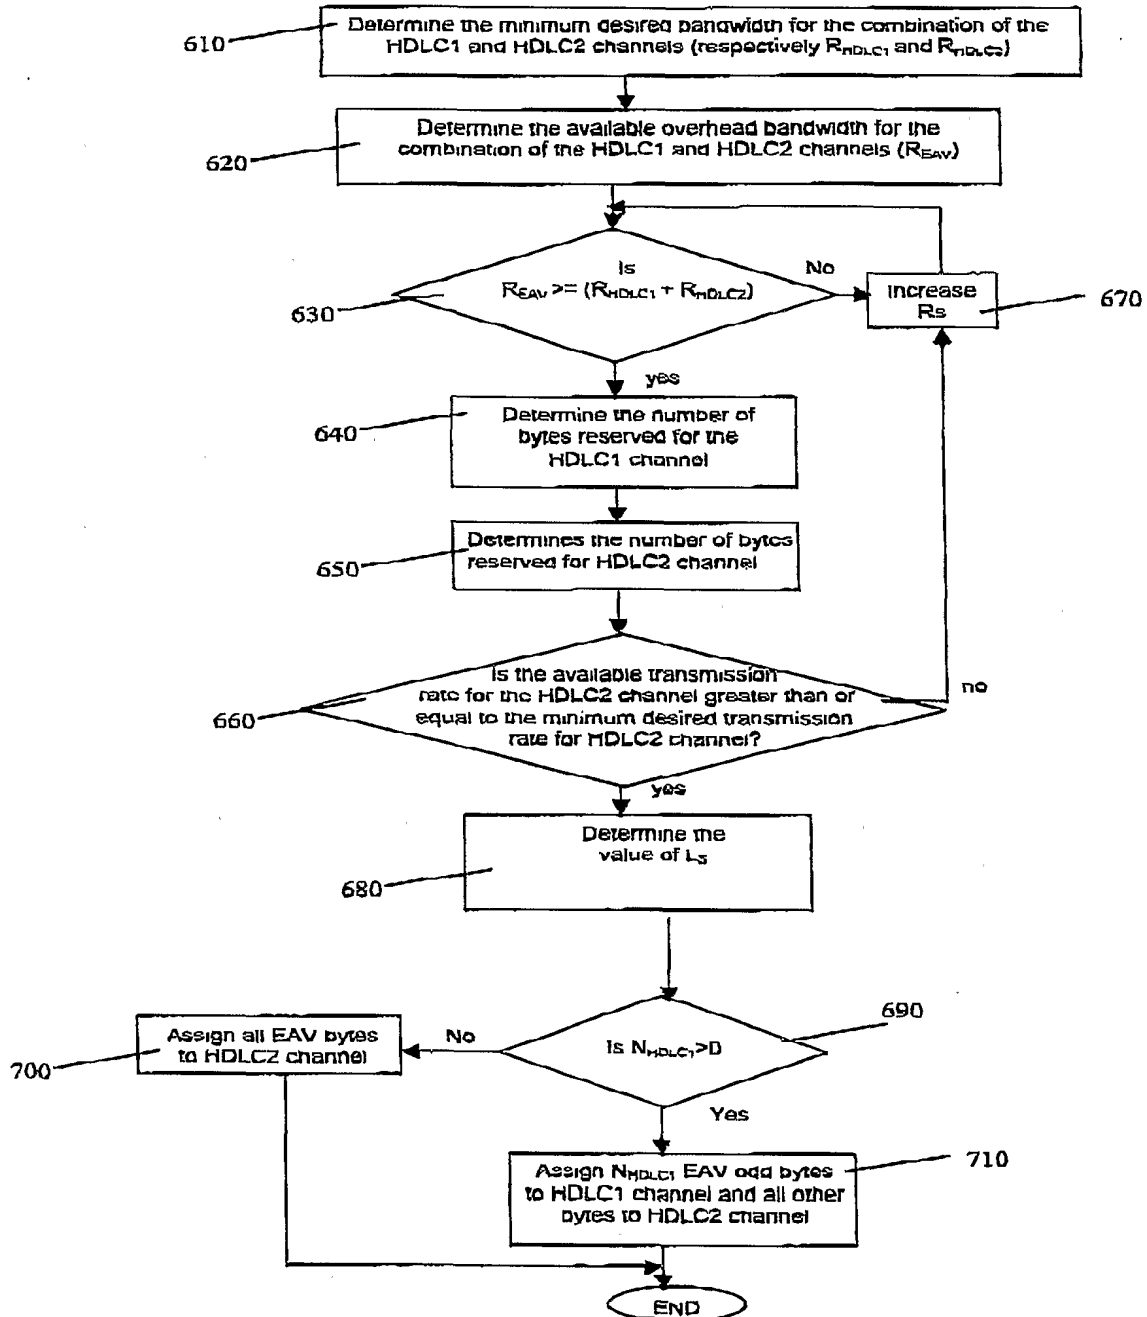 610
Determine the minimum desired bandwidth for the combination of the
HDLC1 and HDLC2 channels (respectively RHDLC1 and RHDLC2)
620
Determine the available overhead bandwidth for the
combination of the HDLC1 and HDLC2 channels (REAV)
630
Is
REAV >= (RHDLC1 + RHDLC2)
No
Increase
Rs
670
yes
640
Determine the number of
bytes reserved for the
HDLC1 channel
650
Determines the number of bytes
reserved for HDLC2 channel
660
Is the available transmission
rate for the HDLC2 channel greater than or
equal to the minimum desired transmission
rate for HDLC2 channel?
no
yes
Determine the
value of Ls
680
690
Is NHDLC1>0
No
Assign all EAV bytes
to HDLC2 channel
700
Yes
710
Assign NHDLC1 EAV odd bytes
to HDLC1 channel and all other
bytes to HDLC2 channel
END